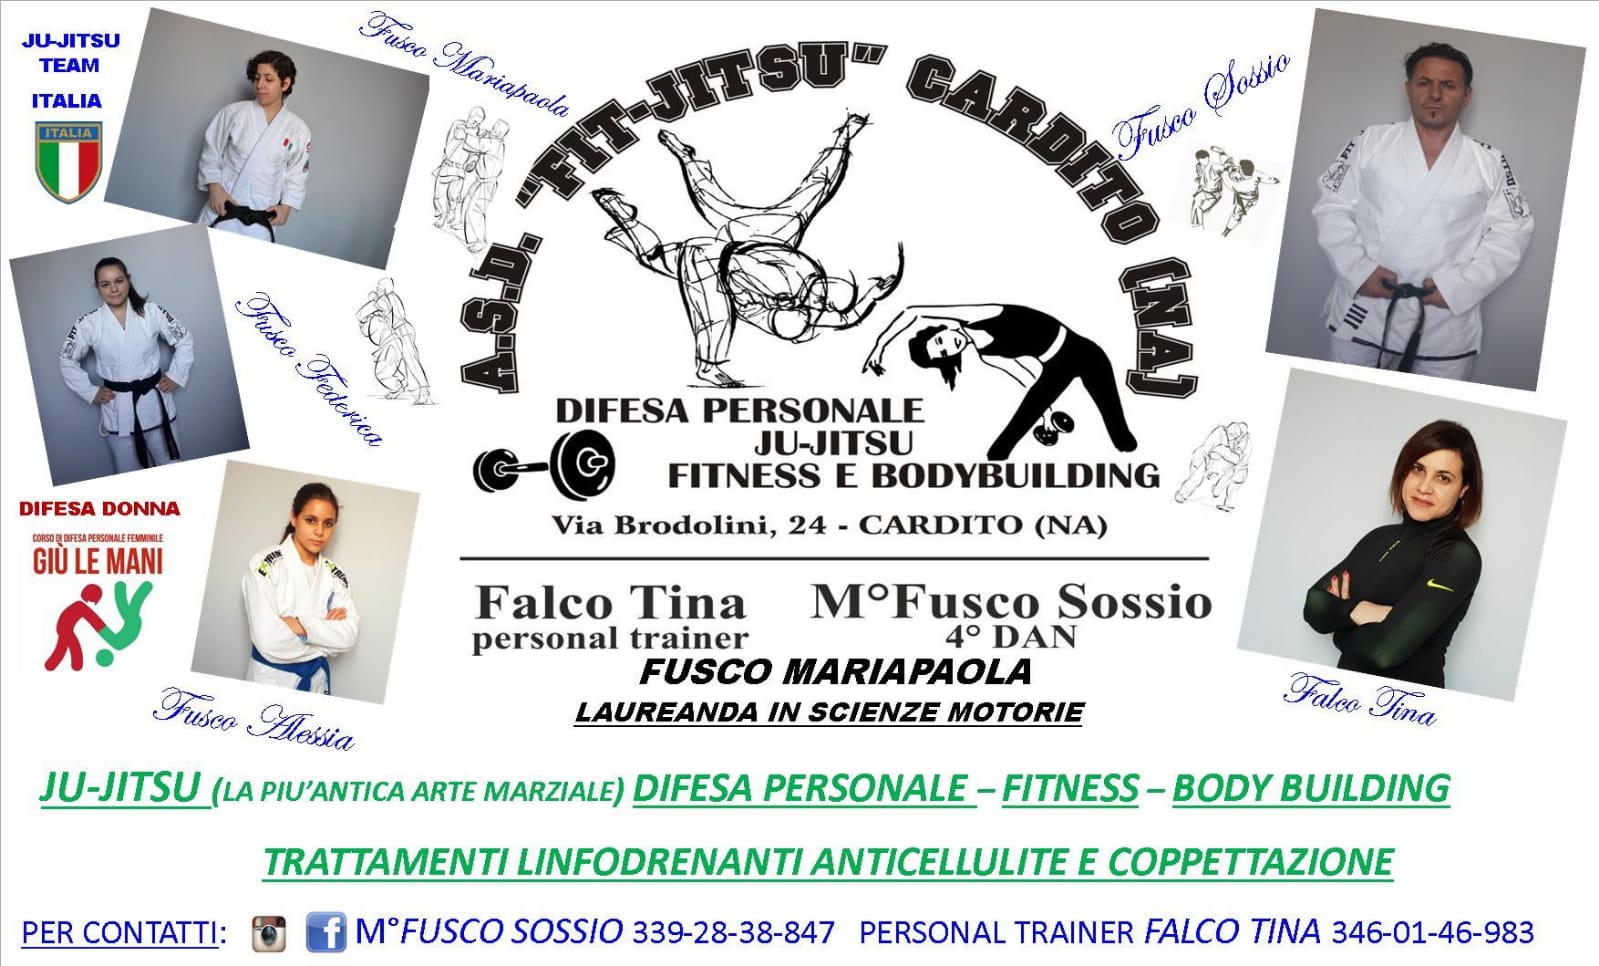 JU-JITSU
TEAM
ITALIA
ITALIA
Fusco Mariapaola
Fusco Sossio
A.S.D. "FIT-JITSU" CARDITO (NA)
Fusco Federica
DIFESA PERSONALE
JU-JITSU
FITNESS E BODYBUILDING
Via Brodolini, 24 - CARDITO (NA)
DIFESA DONNA
CORSO DI DIFESA PERSONALE FEMMINILE
GIÙ LE MANI
Falco Tina
personal trainer
M°Fusco Sossio
4° DAN
FUSCO MARIAPAOLA
LAUREANDA IN SCIENZE MOTORIE
Fusco Alessia
Falco Tina
JU-JITSU (LA PIU'ANTICA ARTE MARZIALE) DIFESA PERSONALE – FITNESS – BODY BUILDING
TRATTAMENTI LINFODRENANTI ANTICELLULITE E COPPETTAZIONE
PER CONTATTI: M°FUSCO SOSSIO 339-28-38-847 PERSONAL TRAINER FALCO TINA 346-01-46-983